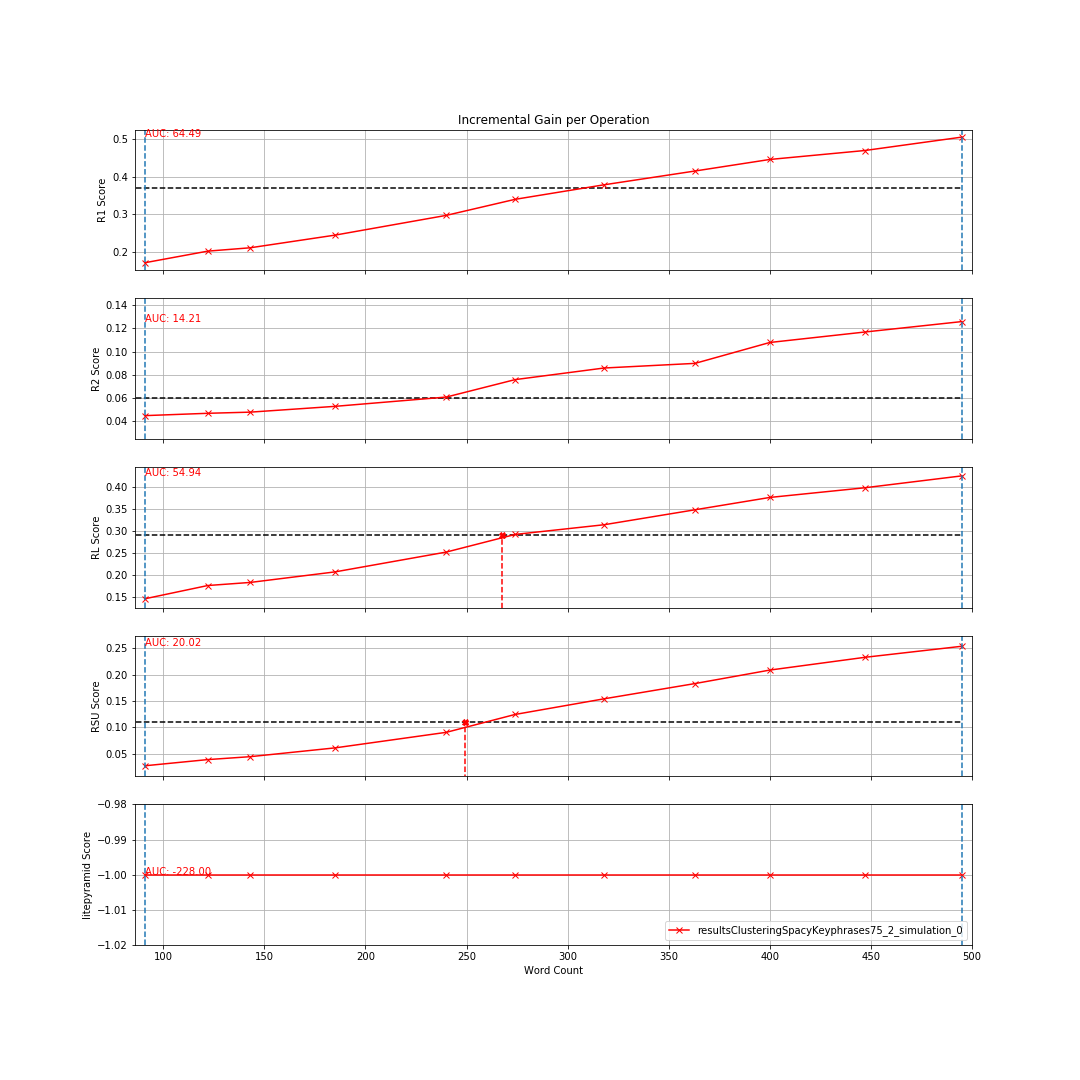 Incremental Gain per Operation
AUC: 64.49
0.5
0.4
0.3
0.2
R1 Score
AUC: 14.21
0.14
0.12
0.10
0.08
0.06
0.04
R2 Score
AUC: 54.94
0.40
0.35
0.30
0.25
0.20
0.15
RL Score
AUC: 20.02
0.25
0.20
0.15
0.10
0.05
RSU Score
−0.98
−0.99
−1.00
−1.01
−1.02
litepyramid Score
AUC: -228.00
resultsClusteringSpacyKeyphrases75_2_simulation_0
100 150 200 250 300 350 400 450 500
Word Count